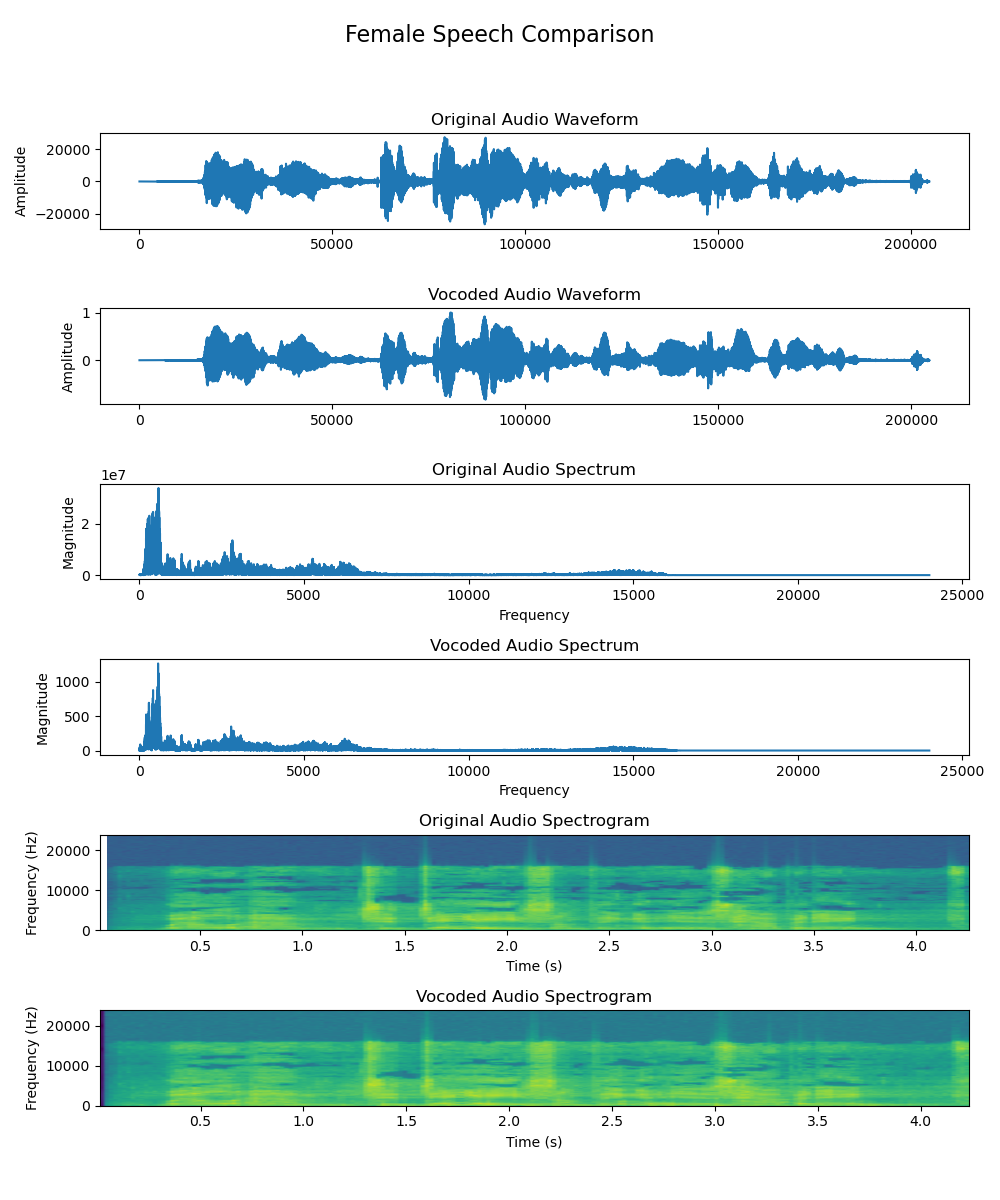 Female Speech Comparison
Original Audio Waveform
Amplitude
20000
0
−20000
0 50000 100000 150000 200000
Vocoded Audio Waveform
Amplitude
1
0
0 50000 100000 150000 200000
Original Audio Spectrum
1e7
Magnitude
2
0
0 5000 10000 15000 20000 25000
Frequency
Vocoded Audio Spectrum
Magnitude
1000
500
0
0 5000 10000 15000 20000 25000
Frequency
Original Audio Spectrogram
Frequency (Hz)
20000
10000
0
0.5 1.0 1.5 2.0 2.5 3.0 3.5 4.0
Time (s)
Vocoded Audio Spectrogram
Frequency (Hz)
20000
10000
0
0.5 1.0 1.5 2.0 2.5 3.0 3.5 4.0
Time (s)